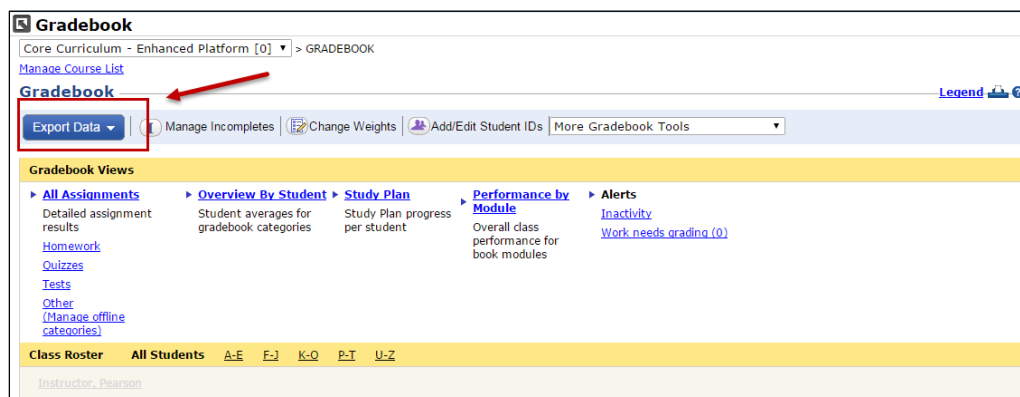 Gradebook
Core Curriculum - Enhanced Platform [0] > GRADEBOOK
Manage Course List
Gradebook Legend
Export Data Manage Incompletes Change Weights Add/Edit Student IDs More Gradebook Tools
Gradebook Views
All Assignments Overview By Student Study Plan Performance by Module Alerts
Detailed assignment results Student averages for gradebook categories Study Plan progress per student Overall class performance for book modules Inactivity
Homework Work needs grading (0)
Quizzes
Tests
Other
(Manage offline
categories)
Class Roster All Students A-E F-J K-O P-T U-Z
Instructor, Pearson